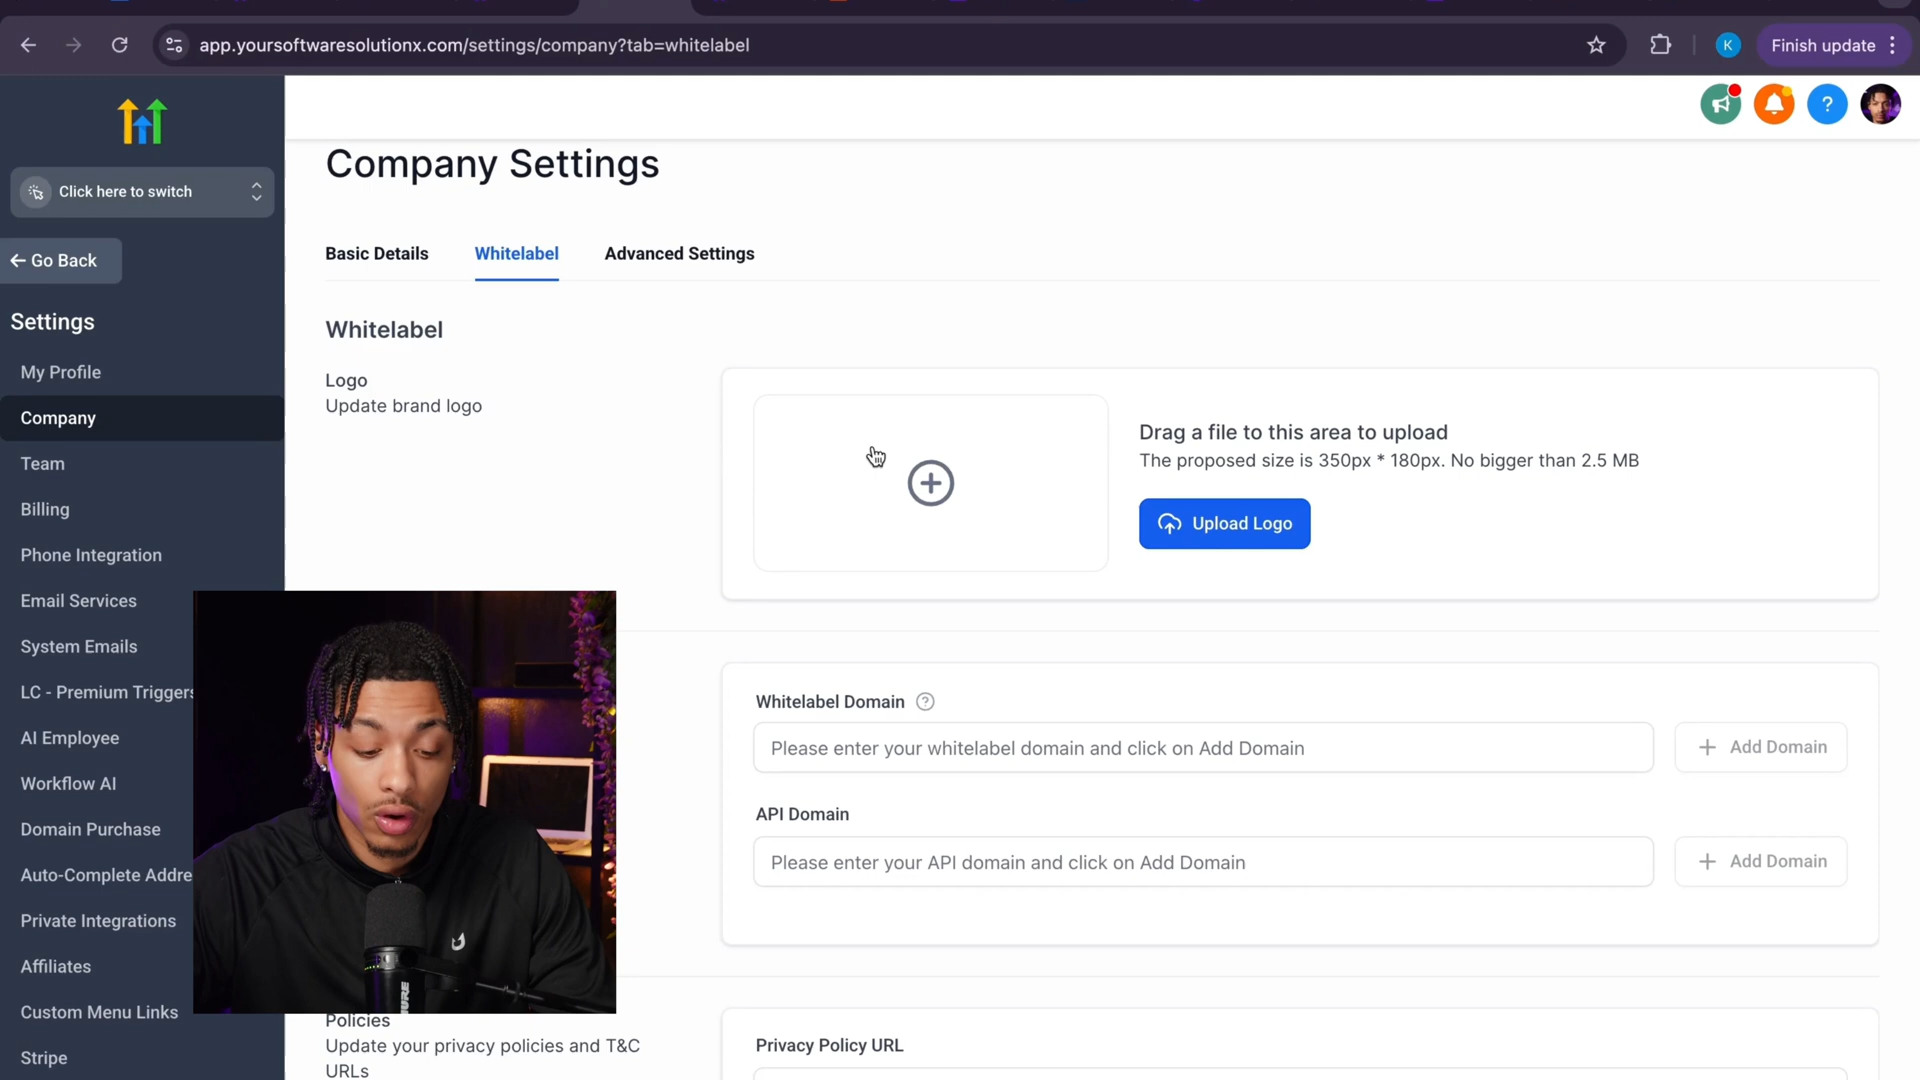 app.yoursoftwaresolutionx.com/settings/company?tab=whitelabel
K
Finish update
?
Click here to switch
Go Back
Settings
My Profile
Company
Team
Billing
Phone Integration
Email Services
System Emails
LC - Premium Triggers
AI Employee
Workflow AI
Domain Purchase
Auto-Complete Addre
Private Integrations
Affiliates
Custom Menu Links
Stripe
Company Settings
Basic Details
Whitelabel
Advanced Settings
Whitelabel
Logo
Update brand logo
Drag a file to this area to upload
The proposed size is 350px * 180px. No bigger than 2.5 MB
Upload Logo
Whitelabel Domain ?
Please enter your whitelabel domain and click on Add Domain
+ Add Domain
API Domain
Please enter your API domain and click on Add Domain
+ Add Domain
Policies
Update your privacy policies and T&C
URLs
Privacy Policy URL
SHURE